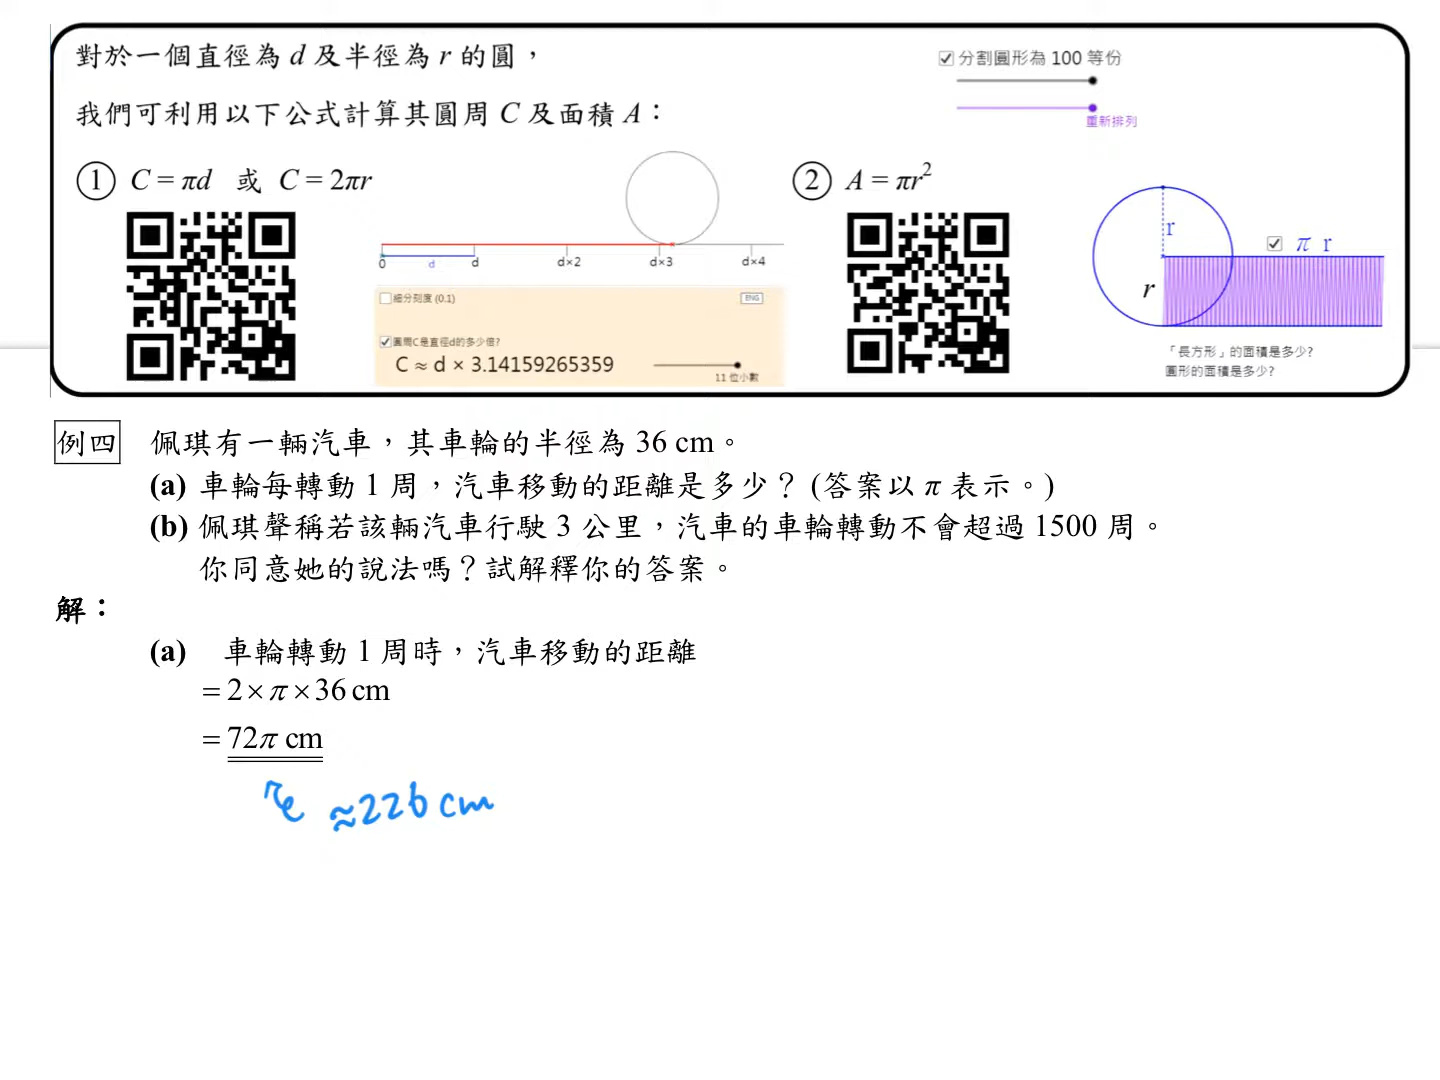 對於一個直徑為 d 及半徑為 r 的圓，
我們可利用以下公式計算其圓周 C 及面積 A：
分割圓形為 100 等份
重新排列
① C = πd 或 C = 2πr
0 d d d×2 d×3 d×4
細分刻度 (0.1) ENG
圓周C是直徑d的多少倍?
C ≈ d × 3.14159265359
11 位小數
② A = πr²
r
π r
r
「長方形」的面積是多少?
圓形的面積是多少?
例四 佩琪有一輛汽車，其車輪的半徑為 36 cm。
(a) 車輪每轉動 1 周，汽車移動的距離是多少？ (答案以 π 表示。)
(b) 佩琪聲稱若該輛汽車行駛 3 公里，汽車的車輪轉動不會超過 1500 周。
你同意她的說法嗎？試解釋你的答案。
解：
(a) 車輪轉動 1 周時，汽車移動的距離
= 2×π×36 cm
= 72π cm
≈226 cm